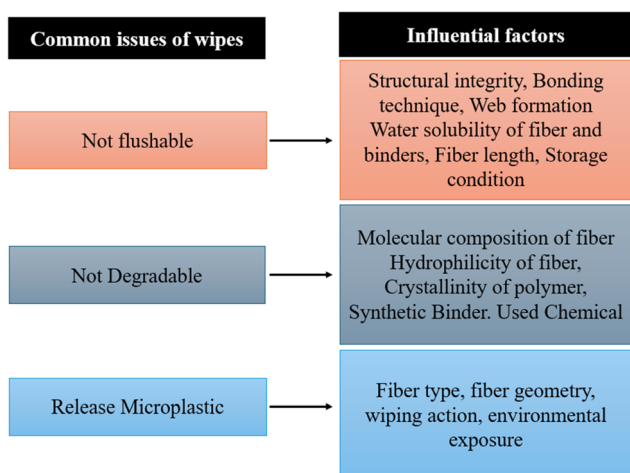 Common issues of wipes
Influential factors
Not flushable
Structural integrity, Bonding
technique, Web formation
Water solubility of fiber and
binders, Fiber length, Storage
condition
Not Degradable
Molecular composition of fiber
Hydrophilicity of fiber,
Crystallinity of polymer,
Synthetic Binder. Used Chemical
Release Microplastic
Fiber type, fiber geometry,
wiping action, environmental
exposure